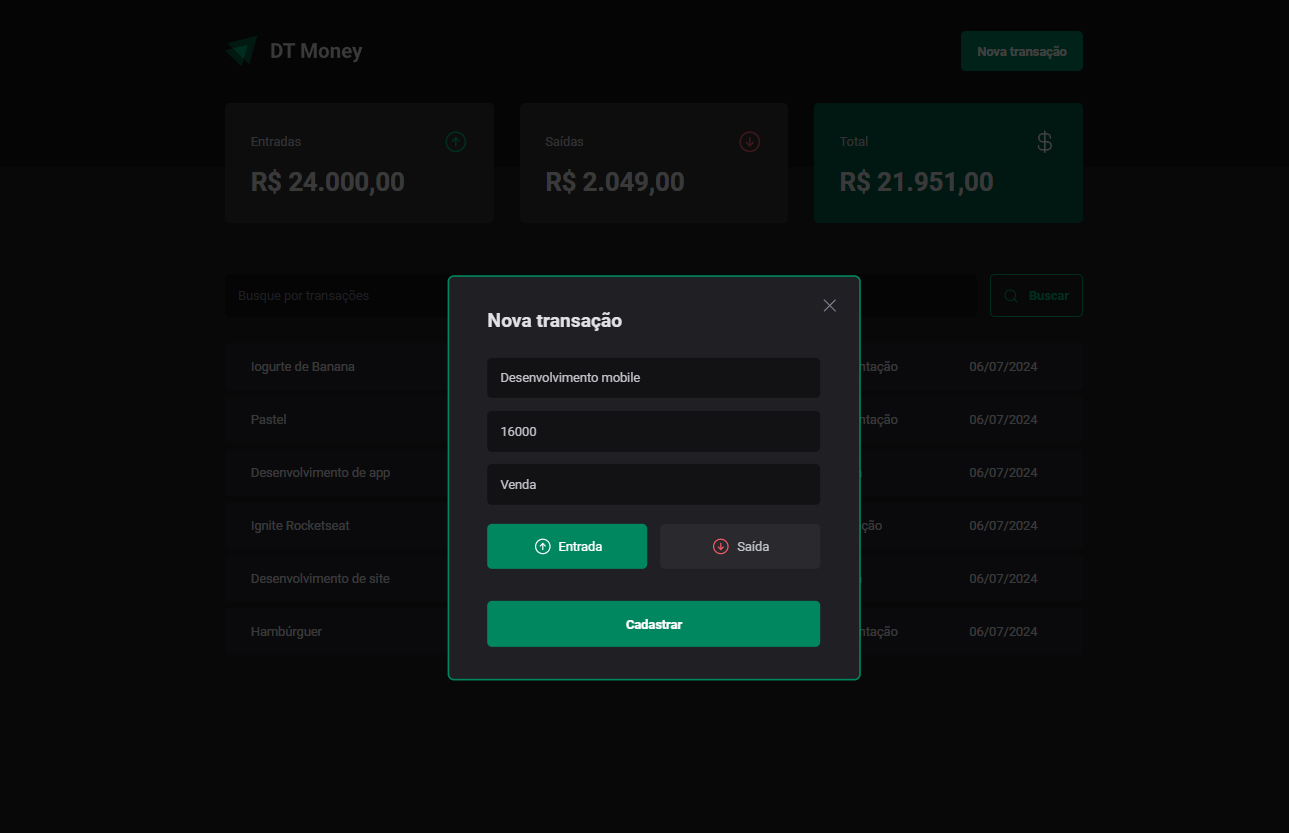 DT Money
Nova transação
Entradas
Saídas
Total
R$ 24.000,00
R$ 2.049,00
R$ 21.951,00
Busque por transações
Buscar
Nova transação
Desenvolvimento mobile
16000
Venda
Entrada
Saída
Cadastrar
Iogurte de Banana
ntação
06/07/2024
Pastel
ntação
06/07/2024
Desenvolvimento de app
06/07/2024
Ignite Rocketseat
ção
06/07/2024
Desenvolvimento de site
06/07/2024
Hambúrguer
ntação
06/07/2024